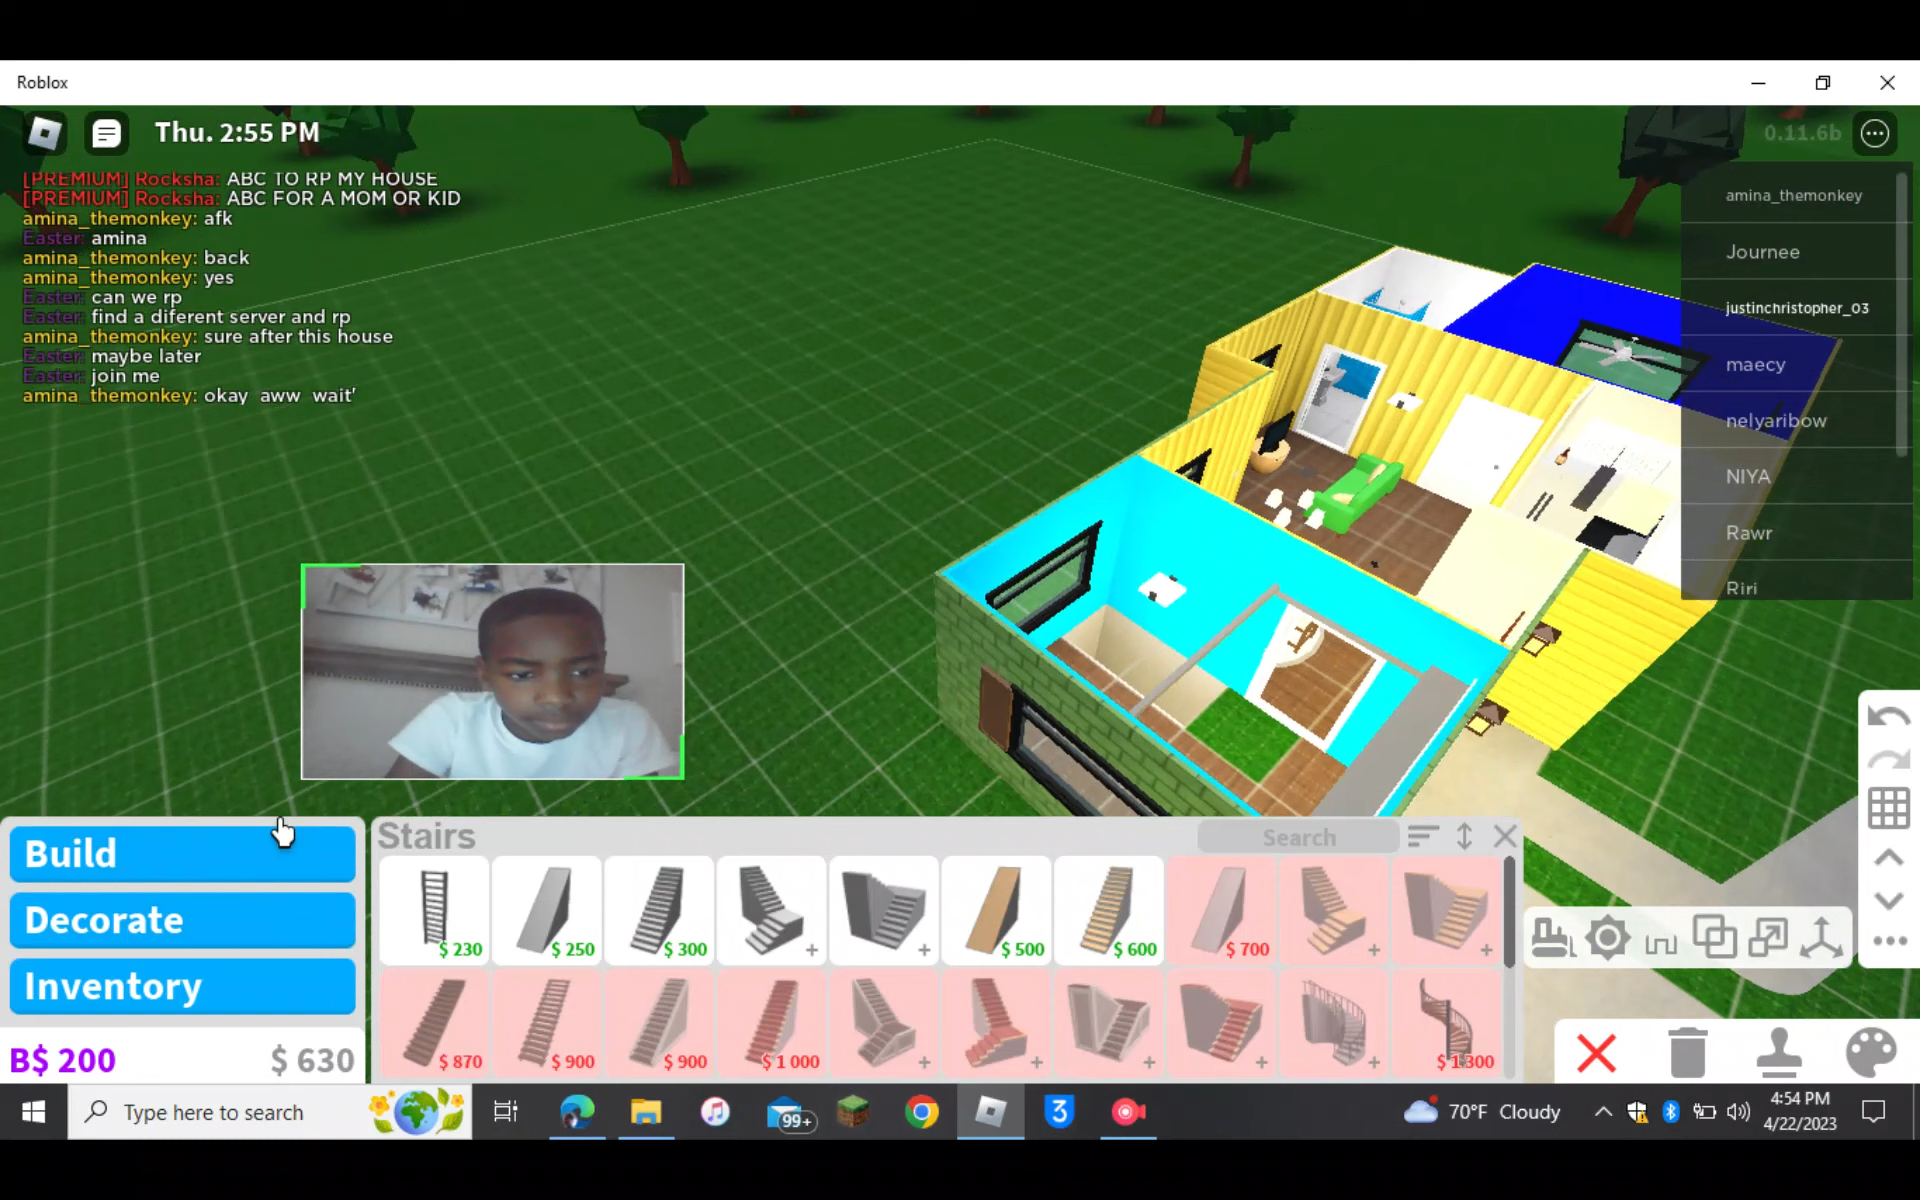 Roblox
Thu. 2:55 PM
0.11.6b
[PREMIUM] Rocksha: ABC TO RP MY HOUSE
[PREMIUM] Rocksha: ABC FOR A MOM OR KID
amina_themonkey: afk
Easter: amina
amina_themonkey: back
amina_themonkey: yes
Easter: can we rp
Easter: find a diferent server and rp
amina_themonkey: sure after this house
Easter: maybe later
Easter: join me
amina_themonkey: okay aww wait'
amina_themonkey
Journee
justinchristopher_03
maecy
nelyaribow
NIYA
Rawr
Riri
Build
Decorate
Inventory
B$ 200 $ 630
Stairs
Search
$ 230 $ 250 $ 300 + + $ 500 $ 600 $ 700 + +
$ 870 $ 900 $ 900 $ 1 000 + + + + + $ 1 300
Type here to search
99+
3
70°F Cloudy
4:54 PM
4/22/2023